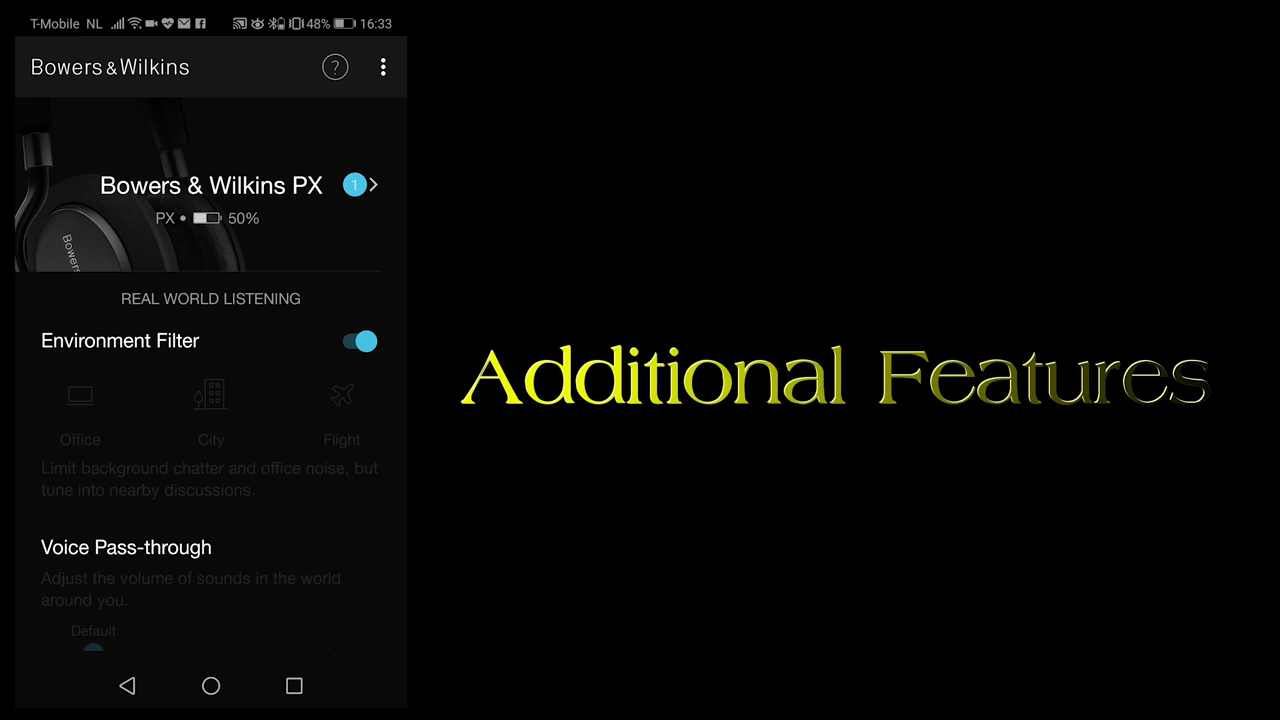 T-Mobile NL 48% 16:33
Bowers & Wilkins ?
Bowers & Wilkins PX 1
PX • 50%
Bowers
REAL WORLD LISTENING
Environment Filter
Office City Flight
Limit background chatter and office noise, but
tune into nearby discussions.
Voice Pass-through
Adjust the volume of sounds in the world
around you.
Default
Additional Features